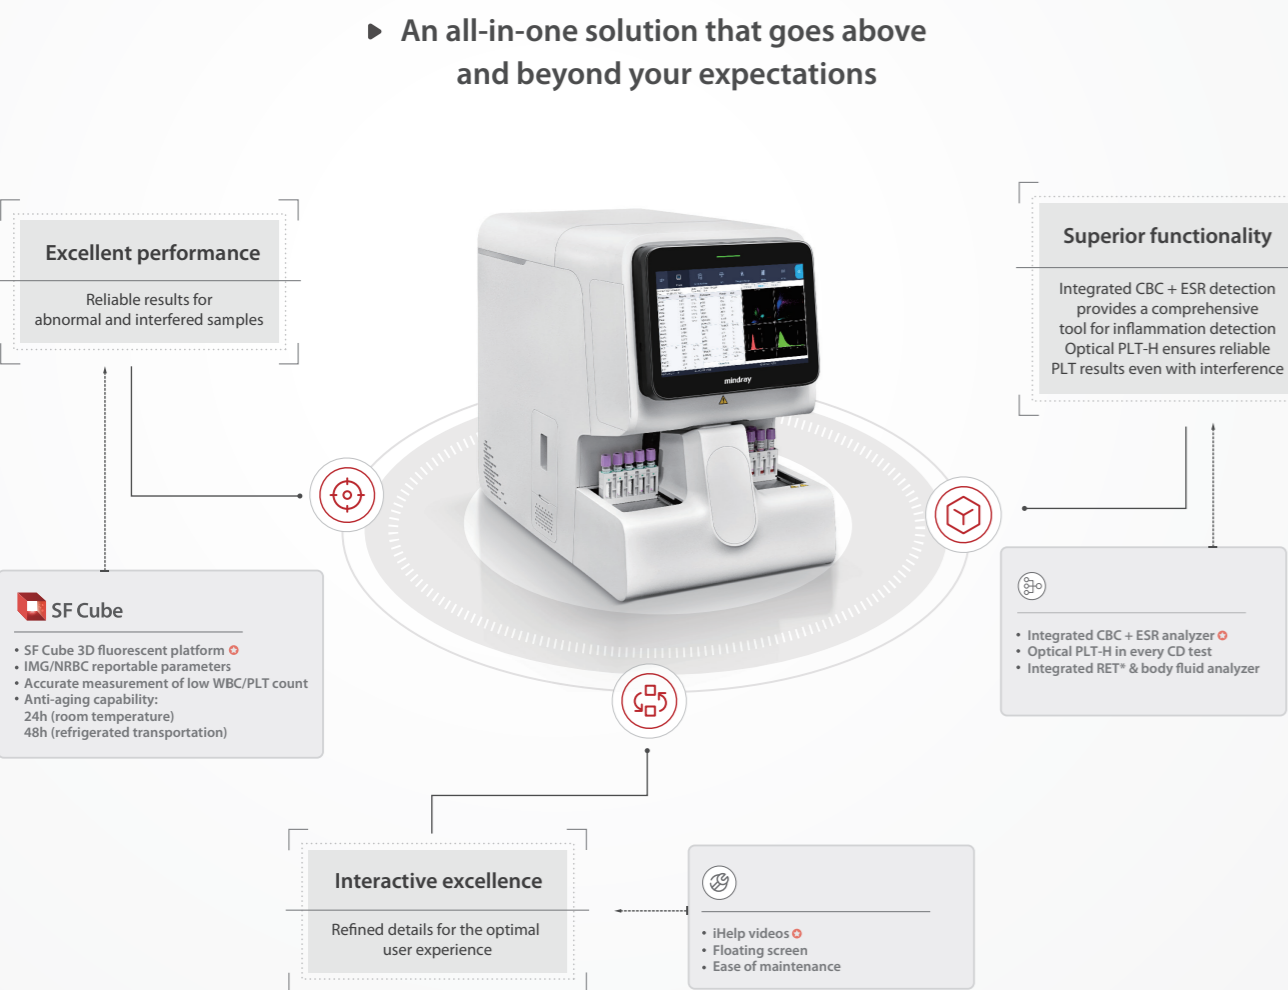 An all-in-one solution that goes above
and beyond your expectations
Excellent performance
Reliable results for
abnormal and interfered samples
Superior functionality
Integrated CBC + ESR detection
provides a comprehensive
tool for inflammation detection
Optical PLT-H ensures reliable
PLT results even with interference
mindray
SF Cube
• SF Cube 3D fluorescent platform
• IMG/NRBC reportable parameters
• Accurate measurement of low WBC/PLT count
• Anti-aging capability:
24h (room temperature)
48h (refrigerated transportation)
• Integrated CBC + ESR analyzer
• Optical PLT-H in every CD test
• Integrated RET* & body fluid analyzer
Interactive excellence
Refined details for the optimal
user experience
• iHelp videos
• Floating screen
• Ease of maintenance